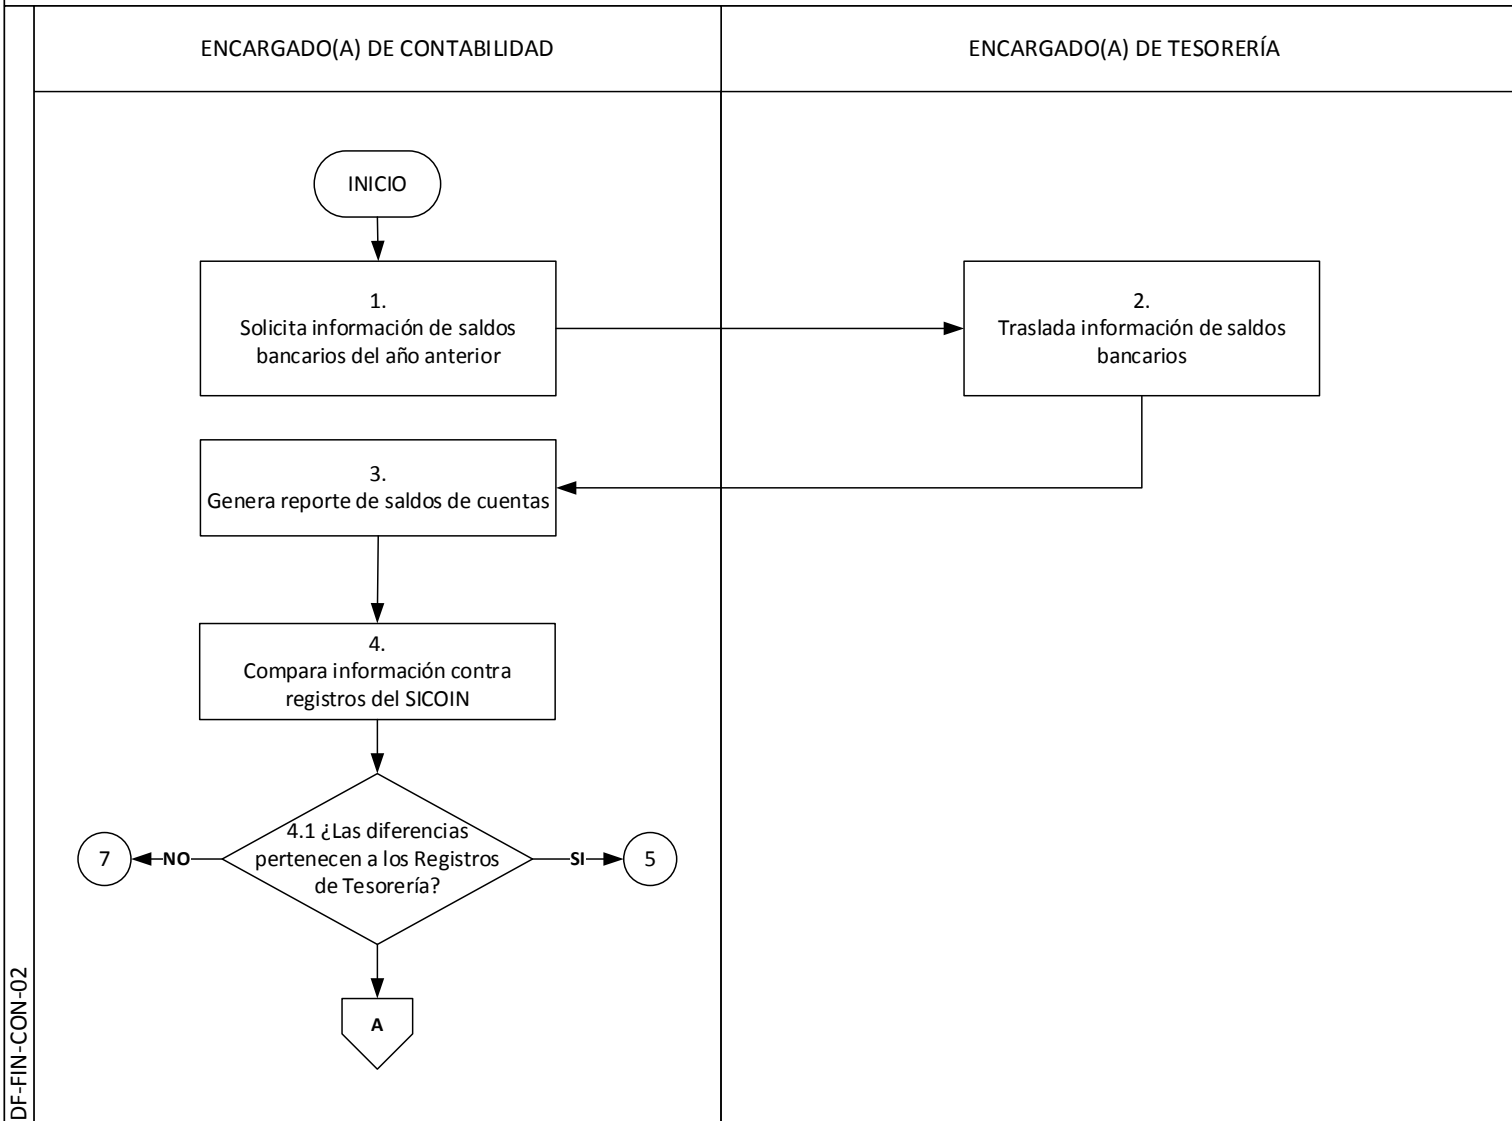 ENCARGADO(A) DE CONTABILIDAD
ENCARGADO(A) DE TESORERÍA
INICIO
1.
Solicita información de saldos
bancarios del año anterior
2.
Traslada información de saldos
bancarios
3.
Genera reporte de saldos de cuentas
4.
Compara información contra
registros del SICOIN
4.1 ¿Las diferencias
pertenecen a los Registros
de Tesorería?
7
NO
SI
5
A
DF-FIN-CON-02